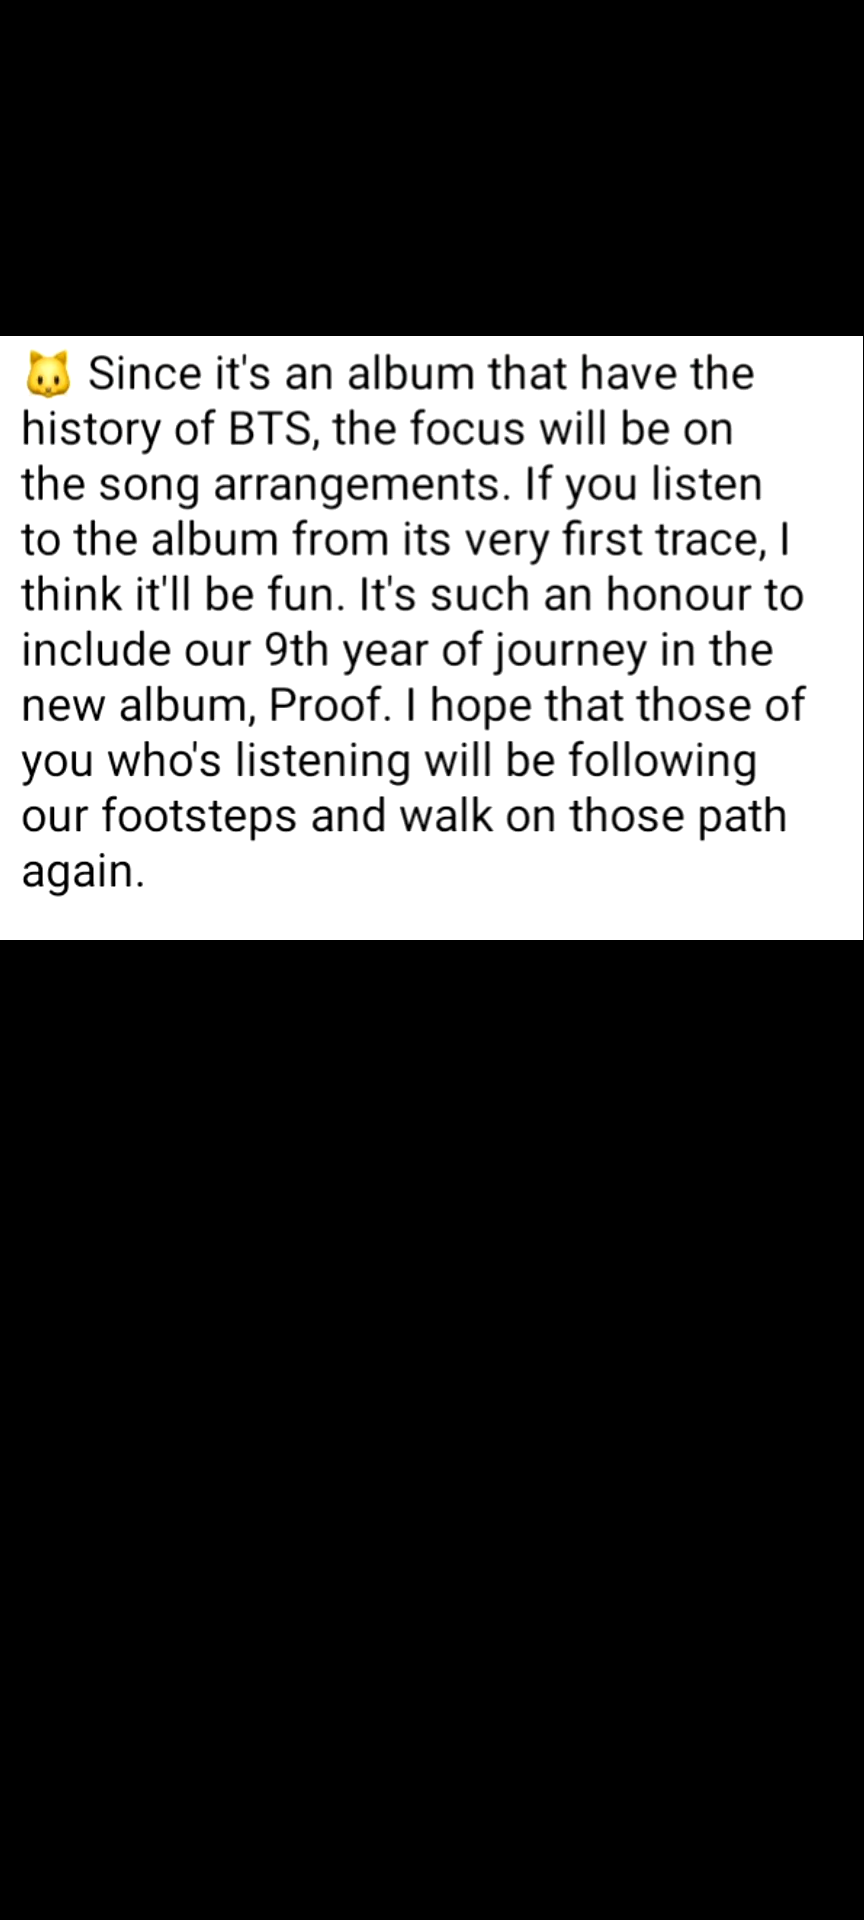 🐱 Since it's an album that have the
history of BTS, the focus will be on
the song arrangements. If you listen
to the album from its very first trace, I
think it'll be fun. It's such an honour to
include our 9th year of journey in the
new album, Proof. I hope that those of
you who's listening will be following
our footsteps and walk on those path
again.